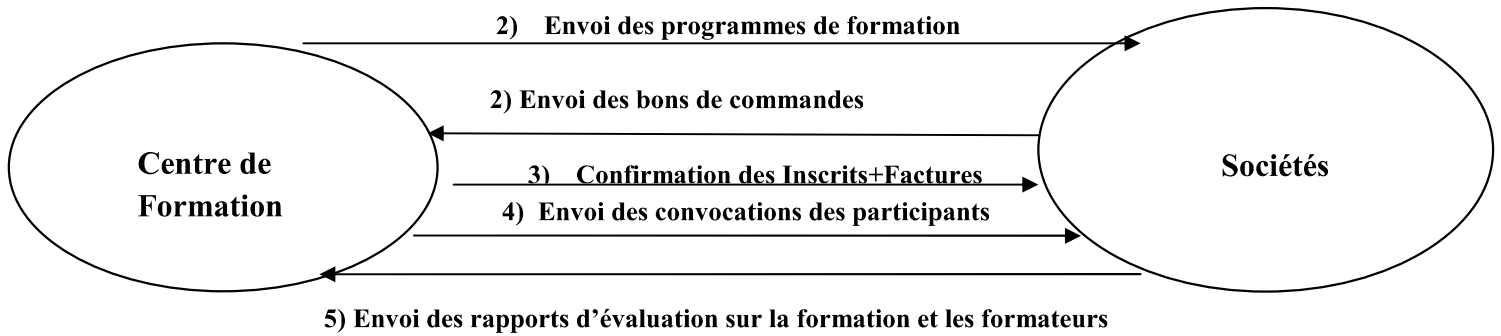 2) Envoi des programmes de formation
2) Envoi des bons de commandes
Centre de
Formation
3) Confirmation des Inscrits+Factures
Sociétés
4) Envoi des convocations des participants
5) Envoi des rapports d’évaluation sur la formation et les formateurs